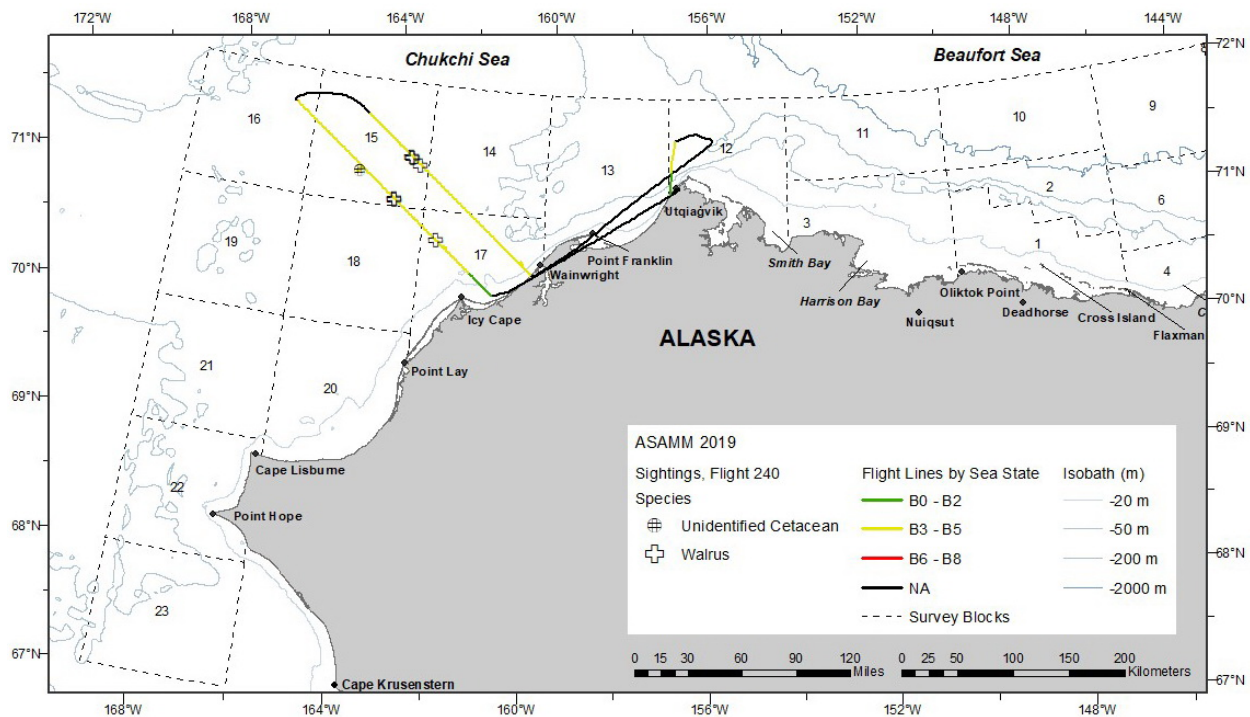 172°W 168°W 164°W 160°W 156°W 152°W 148°W 144°W
Chukchi Sea
Beaufort Sea
72°N
9
16
10
71°N
15
11
14
12
71°N
13
2
6
Utqiaġvik
3
1
19
18
17
Point Franklin
Smith Bay
70°N
Wainwright
4
Harrison Bay
Oliktok Point
70°N
Icy Cape
Nuiqsut
Deadhorse
Cross Island
Flaxman
C
ALASKA
21
20
Point Lay
69°N
69°N
Cape Lisburne
22
Point Hope
68°N
68°N
23
67°N
67°N
Cape Krusenstern
ASAMM 2019
Sightings, Flight 240
Species
Unidentified Cetacean
Walrus
Flight Lines by Sea State
B0 - B2
B3 - B5
B6 - B8
NA
Survey Blocks
Isobath (m)
-20 m
-50 m
-200 m
-2000 m
0 15 30 60 90 120
Miles
0 25 50 100 150 200
Kilometers
168°W 164°W 160°W 156°W 152°W 148°W